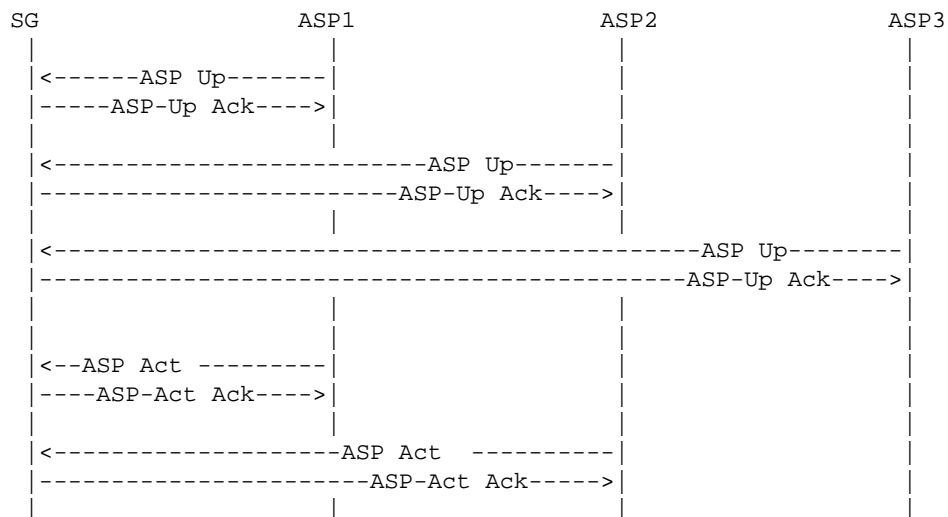 SG ASP1 ASP2 ASP3
| | | |
|<------ASP Up-------| | |
|-----ASP-Up Ack---->| | |
| | | |
|<--------------------------ASP Up-------| |
|-------------------------ASP-Up Ack---->| |
| | | |
|<---------------------------------------------ASP Up--------|
|---------------------------------------------ASP-Up Ack---->|
| | | |
| | | |
|<--ASP Act ---------| | |
|----ASP-Act Ack---->| | |
| | | |
|<--------------------ASP Act ----------| |
|-----------------------ASP-Act Ack----->| |
| | | |